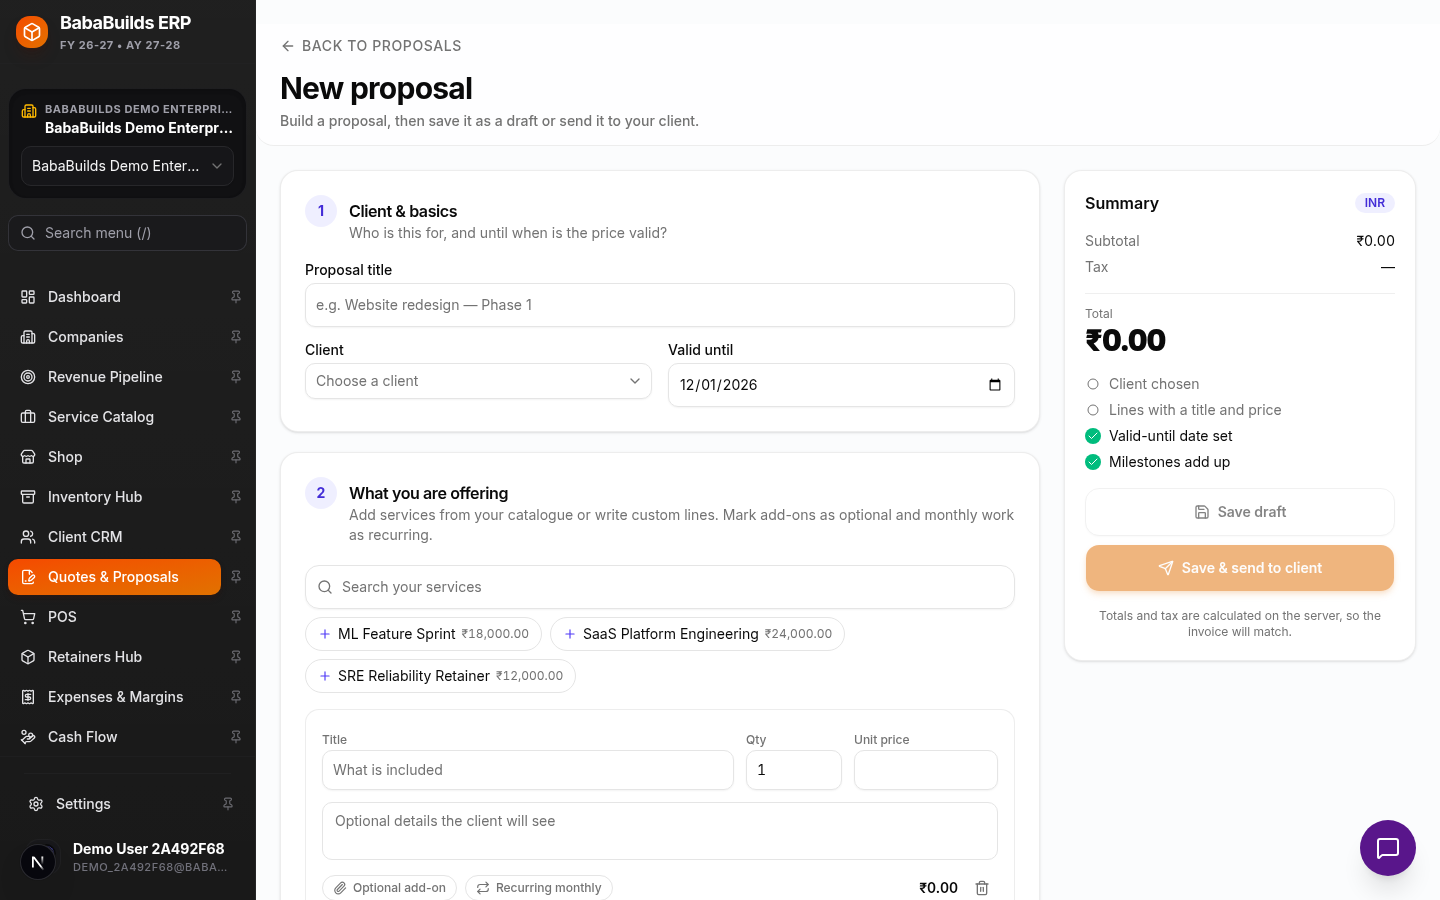 BabaBuilds ERP
FY 26-27 • AY 27-28
BABABUILDS DEMO ENTERPRI...
BabaBuilds Demo Enterpr...
BabaBuilds Demo Enter...
Search menu (/)
Dashboard
Companies
Revenue Pipeline
Service Catalog
Shop
Inventory Hub
Client CRM
Quotes & Proposals
POS
Retainers Hub
Expenses & Margins
Cash Flow
Settings
N
Demo User 2A492F68
DEMO_2A492F68@BABA...
BACK TO PROPOSALS
New proposal
Build a proposal, then save it as a draft or send it to your client.
1
Client & basics
Who is this for, and until when is the price valid?
Proposal title
e.g. Website redesign — Phase 1
Client
Valid until
Choose a client
12/01/2026
2
What you are offering
Add services from your catalogue or write custom lines. Mark add-ons as optional and monthly work
as recurring.
Search your services
ML Feature Sprint ₹18,000.00
SaaS Platform Engineering ₹24,000.00
SRE Reliability Retainer ₹12,000.00
Title
Qty
Unit price
What is included
1
Optional details the client will see
Optional add-on
Recurring monthly
₹0.00
Summary
INR
Subtotal
₹0.00
Tax
—
Total
₹0.00
Client chosen
Lines with a title and price
Valid-until date set
Milestones add up
Save draft
Save & send to client
Totals and tax are calculated on the server, so the
invoice will match.